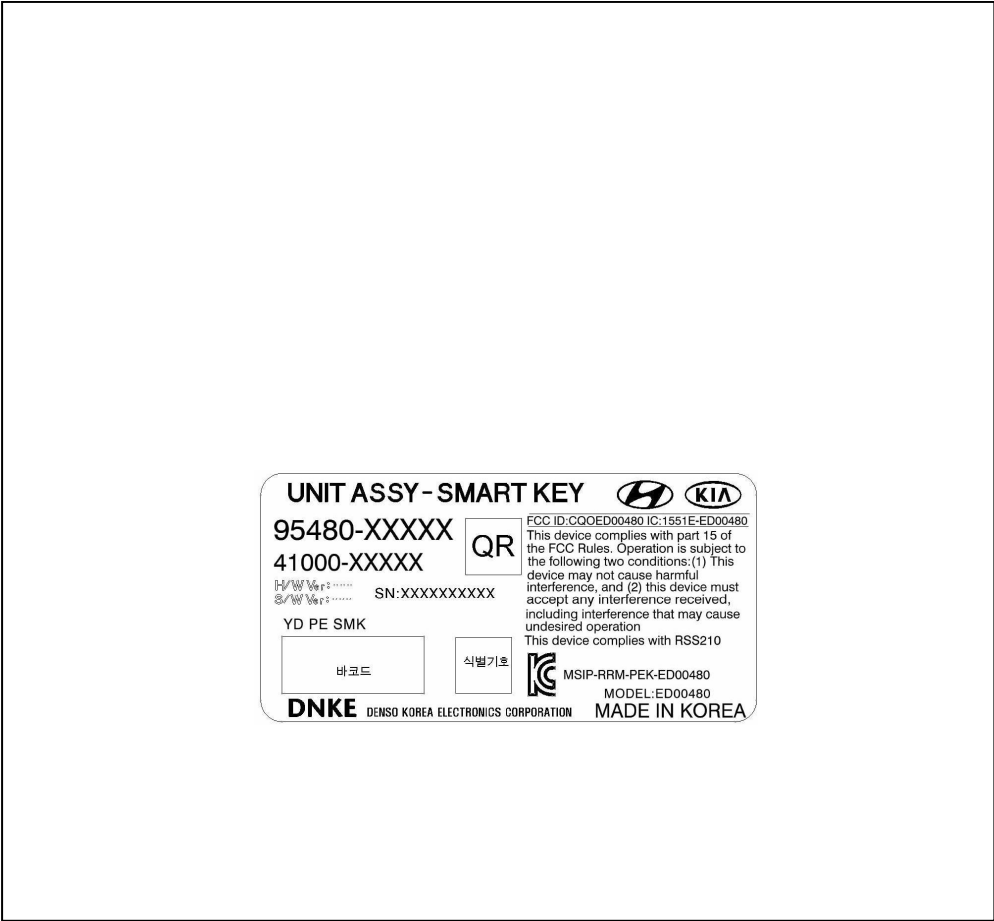 UNIT ASSY-SMART KEY
KIA
95480-XXXXX
41000-XXXXX
QR
H/W Ver:······
S/W Ver:······
SN:XXXXXXXXXX
YD PE SMK
바코드
식별기호
FCC ID:CQOED00480 IC:1551E-ED00480
This device complies with part 15 of
the FCC Rules. Operation is subject to
the following two conditions:(1) This
device may not cause harmful
interference, and (2) this device must
accept any interference received,
including interference that may cause
undesired operation
This device complies with RSS210
MSIP-RRM-PEK-ED00480
MODEL:ED00480
DNKE DENSO KOREA ELECTRONICS CORPORATION
MADE IN KOREA